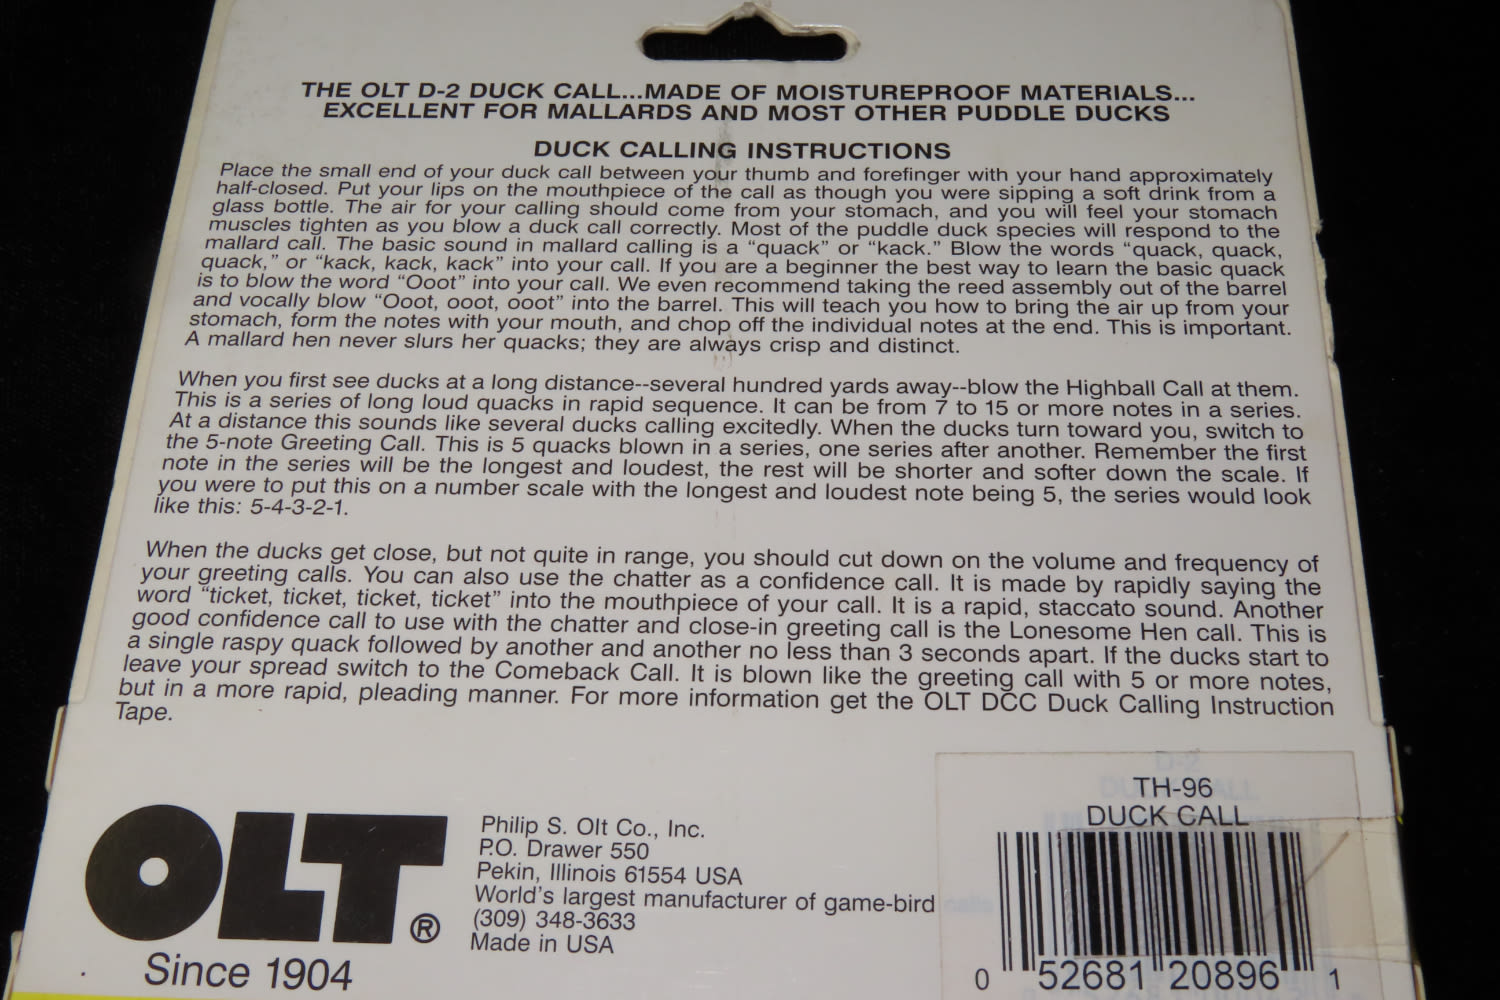 THE OLT D-2 DUCK CALL...MADE OF MOISTUREPROOF MATERIALS...
EXCELLENT FOR MALLARDS AND MOST OTHER PUDDLE DUCKS
DUCK CALLING INSTRUCTIONS
Place the small end of your duck call between your thumb and forefinger with your hand approximately
half-closed. Put your lips on the mouthpiece of the call as though you were sipping a soft drink from a
glass bottle. The air for your calling should come from your stomach, and you will feel your stomach
muscles tighten as you blow a duck call correctly. Most of the puddle duck species will respond to the
mallard call. The basic sound in mallard calling is a “quack” or “kack.” Blow the words “quack, quack,
quack,” or “kack, kack, kack” into your call. If you are a beginner the best way to learn the basic quack
is to blow the word “Ooot” into your call. We even recommend taking the reed assembly out of the barrel
and vocally blow “Ooot, ooot, ooot” into the barrel. This will teach you how to bring the air up from your
stomach, form the notes with your mouth, and chop off the individual notes at the end. This is important.
A mallard hen never slurs her quacks; they are always crisp and distinct.
When you first see ducks at a long distance--several hundred yards away--blow the Highball Call at them.
This is a series of long loud quacks in rapid sequence. It can be from 7 to 15 or more notes in a series.
At a distance this sounds like several ducks calling excitedly. When the ducks turn toward you, switch to
the 5-note Greeting Call. This is 5 quacks blown in a series, one series after another. Remember the first
note in the series will be the longest and loudest, the rest will be shorter and softer down the scale. If
you were to put this on a number scale with the longest and loudest note being 5, the series would look
like this: 5-4-3-2-1.
When the ducks get close, but not quite in range, you should cut down on the volume and frequency of
your greeting calls. You can also use the chatter as a confidence call. It is made by rapidly saying the
word “ticket, ticket, ticket, ticket” into the mouthpiece of your call. It is a rapid, staccato sound. Another
good confidence call to use with the chatter and close-in greeting call is the Lonesome Hen call. This is
a single raspy quack followed by another and another no less than 3 seconds apart. If the ducks start to
leave your spread switch to the Comeback Call. It is blown like the greeting call with 5 or more notes,
but in a more rapid, pleading manner. For more information get the OLT DCC Duck Calling Instruction
Tape.
OLT®
Since 1904
Philip S. Olt Co., Inc.
P.O. Drawer 550
Pekin, Illinois 61554 USA
World’s largest manufacturer of game-bird calls
(309) 348-3633
Made in USA
D-2
DUCK CALL
TH-96
DUCK CALL
0 52681 20896 1